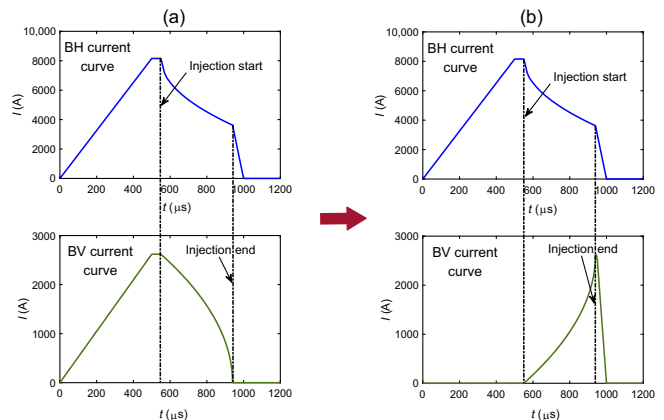 (a)
10,000
8000
6000
4000
2000
0
I (A)
BH current
curve
Injection start
0 200 400 600 800 1000 1200
t (μs)
3000
2000
1000
0
I (A)
BV current
curve
Injection
end
0 200 400 600 800 1000 1200
t (μs)
(b)
10,000
8000
6000
4000
2000
0
I (A)
BH current
curve
Injection start
0 200 400 600 800 1000 1200
t (μs)
3000
2000
1000
0
I (A)
BV current
curve
Injection end
0 200 400 600 800 1000 1200
t (μs)